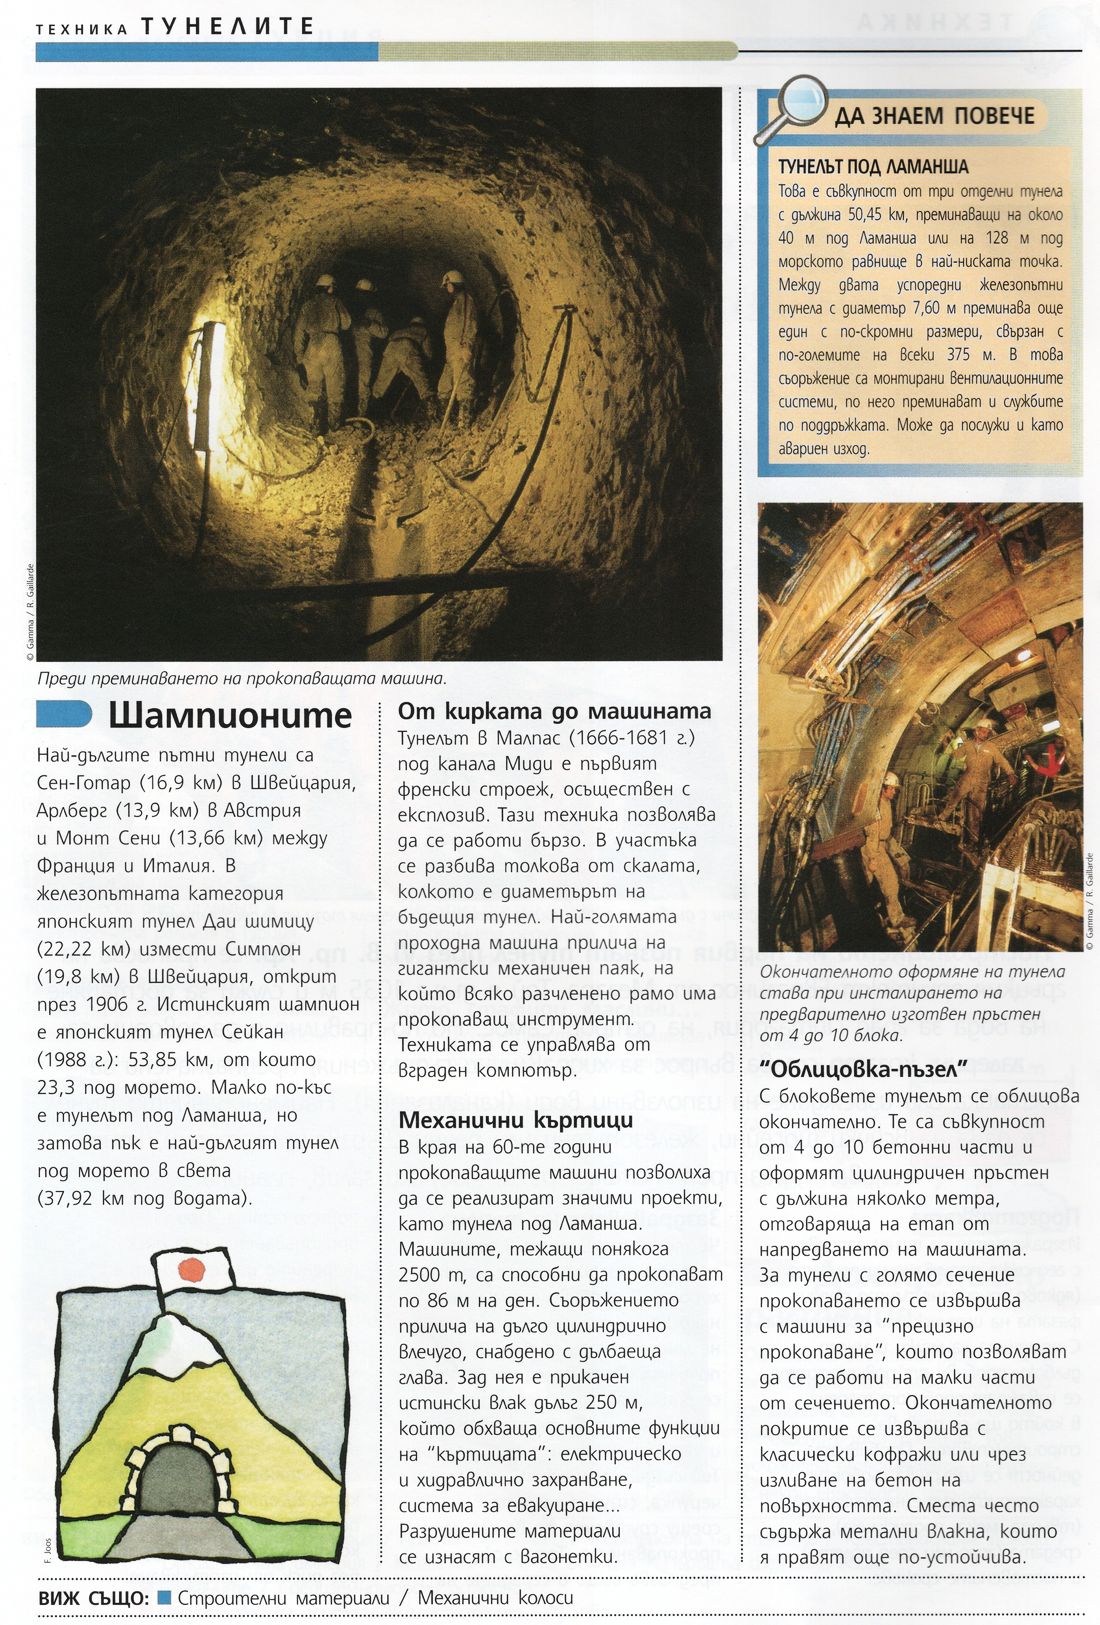 ТЕХНИКА ТУНЕЛИТЕ
© Gamma / R. Gaillarde
Преди преминаването на прокопаващата машина.
Шампионите
Най-дългите пътни тунели са
Сен-Готар (16,9 км) в Швейцария,
Арлберг (13,9 км) в Австрия
и Монт Сени (13,66 км) между
Франция и Италия. В
железопътната категория
японският тунел Даи шимицу
(22,22 км) измести Симплон
(19,8 км) в Швейцария, открит
през 1906 г. Истинският шампион
е японският тунел Сейкан
(1988 г.): 53,85 км, от които
23,3 под морето. Малко по-къс
е тунелът под Ламанша, но
затова пък е най-дългият тунел
под морето в света
(37,92 км под водата).
F. Joos
От кирката до машината
Тунелът в Малпас (1666-1681 г.)
под канала Миди е първият
френски строеж, осъществен с
експлозив. Тази техника позволява
да се работи бързо. В участъка
се разбива толкова от скалата,
колкото е диаметърът на
бъдещия тунел. Най-голямата
проходна машина прилича на
гигантски механичен паяк, на
който всяко разчленено рамо има
прокопаващ инструмент.
Техниката се управлява от
вграден компютър.
Механични къртици
В края на 60-те години
прокопаващите машини позволиха
да се реализират значими проекти,
като тунела под Ламанша.
Машините, тежащи понякога
2500 т, са способни да прокопават
по 86 м на ден. Съоръжението
прилича на дълго цилиндрично
влечуго, снабдено с дълбаеща
глава. Зад нея е прикачен
истински влак дълъг 250 м,
който обхваща основните функции
на “къртицата”: електрическо
и хидравлично захранване,
система за евакуиране...
Разрушените материали
се изнасят с вагонетки.
ДА ЗНАЕМ ПОВЕЧЕ
ТУНЕЛЪТ ПОД ЛАМАНША
Това е съвкупност от три отделни тунела
с дължина 50,45 км, преминаващи на около
40 м под Ламанша или на 128 м под
морското равнище в най-ниската точка.
Между двата успоредни железопътни
тунела с диаметър 7,60 м преминава още
един с по-скромни размери, свързан с
по-големите на всеки 375 м. В това
съоръжение са монтирани вентилационните
системи, по него преминават и службите
по поддръжката. Може да послужи и като
авариен изход.
© Gamma / R. Gaillarde
Окончателното оформяне на тунела
става при инсталирането на
предварително изготвен пръстен
от 4 до 10 блока.
“Облицовка-пъзел”
С блоковете тунелът се облицова
окончателно. Те са съвкупност
от 4 до 10 бетонни части и
оформят цилиндричен пръстен
с дължина няколко метра,
отговаряща на етап от
напредването на машината.
За тунели с голямо сечение
прокопаването се извършва
с машини за “прецизно
прокопаване”, които позволяват
да се работи на малки части
от сечението. Окончателното
покритие се извършва с
класически кофражи или чрез
изливане на бетон на
повърхността. Сместа често
съдържа метални влакна, които
я правят още по-устойчива.
ВИЖ СЪЩО: Строителни материали / Механични колоси